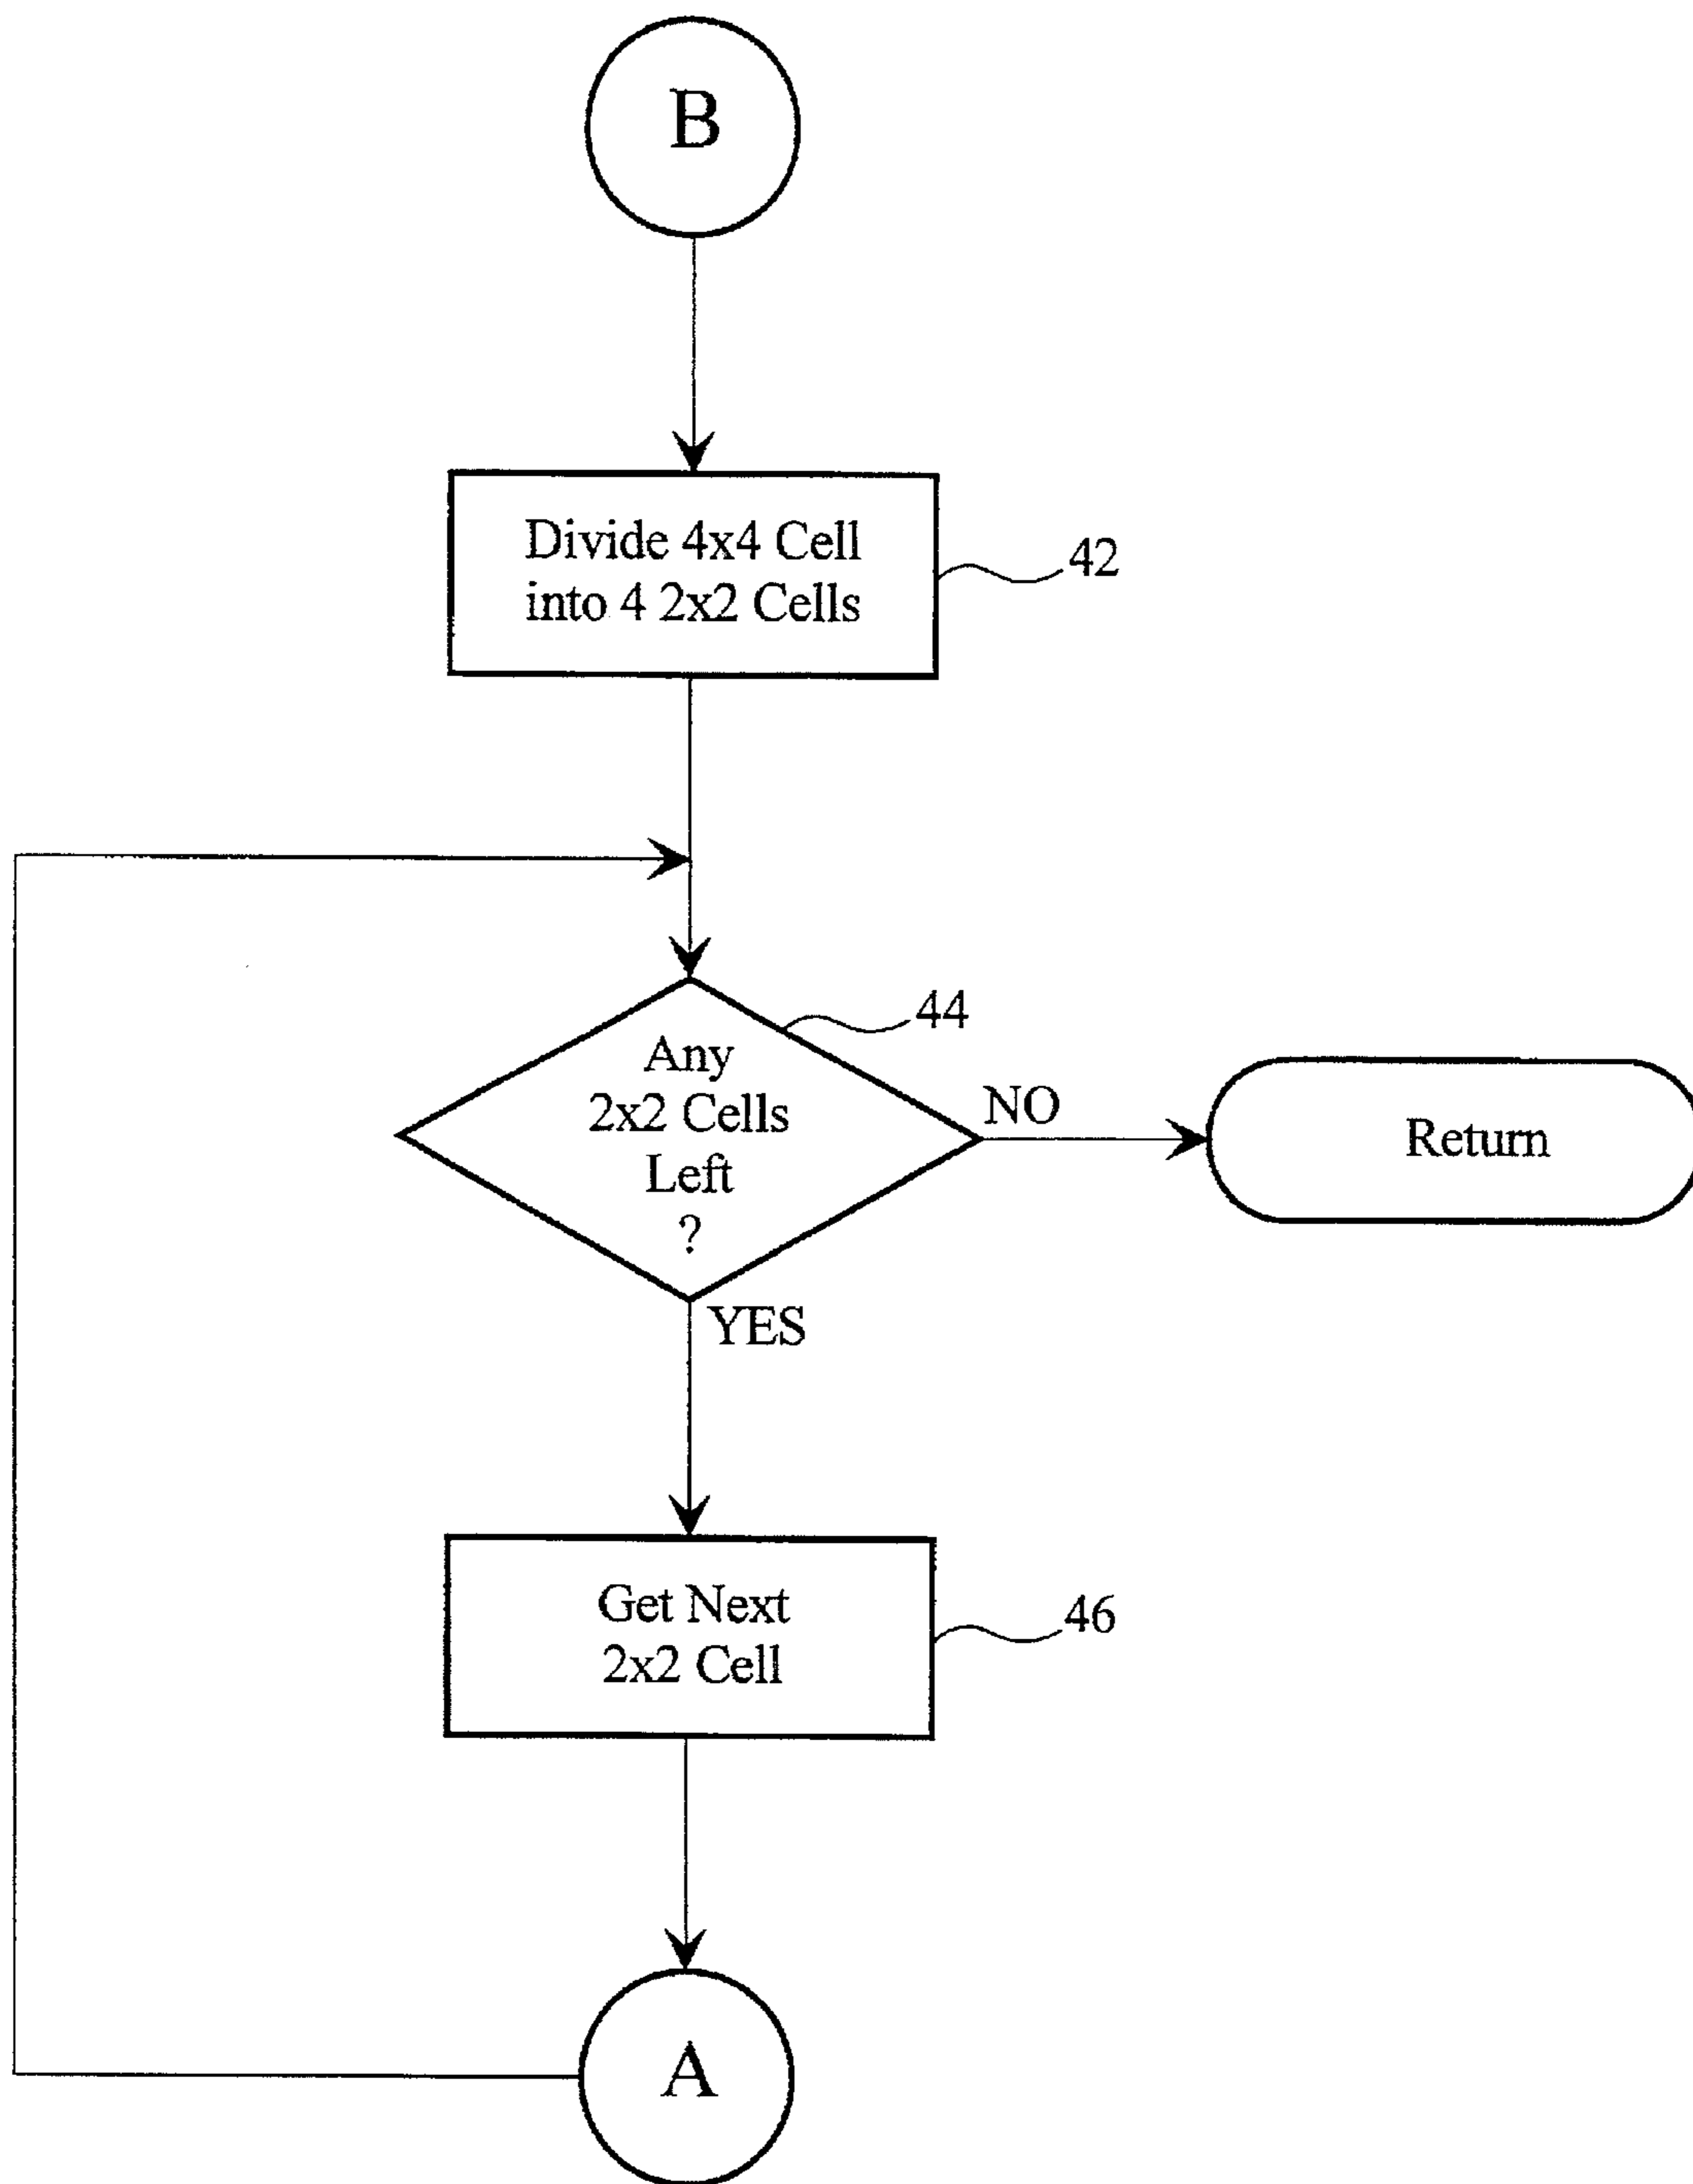 B
Divide 4x4 Cell
into 4 2x2 Cells
42
44
Any
2x2 Cells
Left
?
NO
Return
YES
Get Next
2x2 Cell
46
A